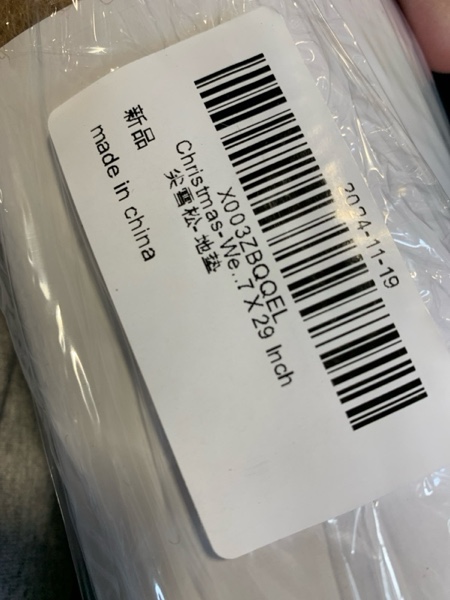 2024-11-19
X003ZBQQEL
Christmas-We..7 X 29 Inch
尖雪松-地垫
新品
made in china